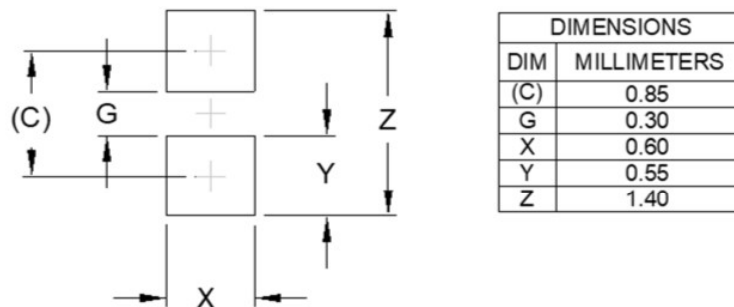 (C)
G
Z
Y
X
DIMENSIONS
DIM MILLIMETERS
(C) 0.85
G 0.30
X 0.60
Y 0.55
Z 1.40